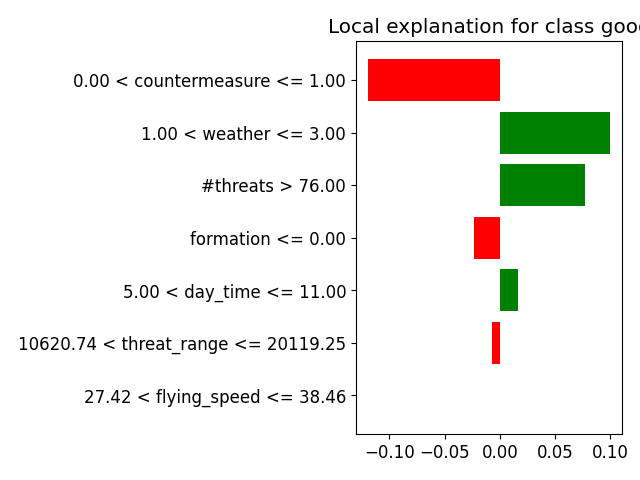 Local explanation for class good
0.00 < countermeasure <= 1.00
1.00 < weather <= 3.00
#threats > 76.00
formation <= 0.00
5.00 < day_time <= 11.00
10620.74 < threat_range <= 20119.25
27.42 < flying_speed <= 38.46
−0.10 −0.05 0.00 0.05 0.10